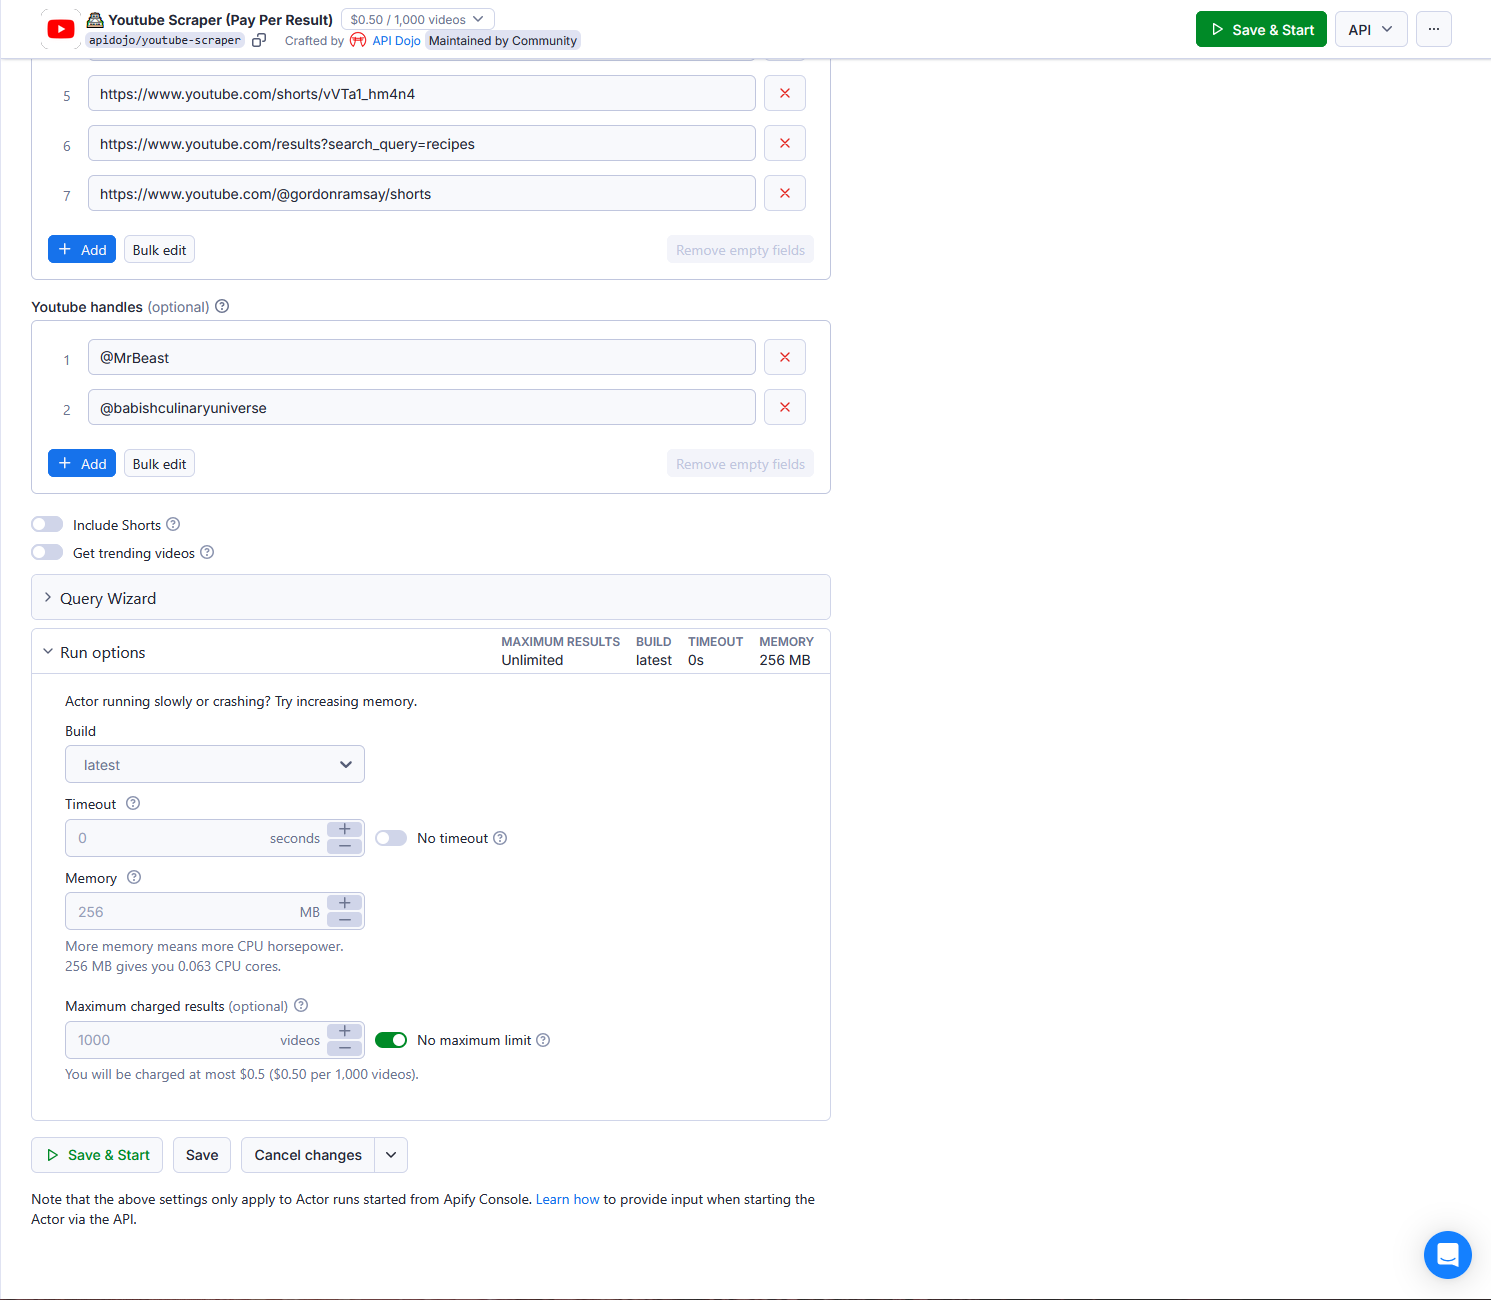 Youtube Scraper (Pay Per Result)
$0.50 / 1,000 videos
apidojo/youtube-scraper
Crafted by API Dojo Maintained by Community
Save & Start
API
5 https://www.youtube.com/shorts/vVTa1_hm4n4
6 https://www.youtube.com/results?search_query=recipes
7 https://www.youtube.com/@gordonramsay/shorts
+ Add Bulk edit Remove empty fields
Youtube handles (optional)
1 @MrBeast
2 @babishculinaryuniverse
+ Add Bulk edit Remove empty fields
Include Shorts
Get trending videos
Query Wizard
Run options
MAXIMUM RESULTS BUILD TIMEOUT MEMORY
Unlimited latest 0s 256 MB
Actor running slowly or crashing? Try increasing memory.
Build
latest
Timeout
0 seconds No timeout
Memory
256 MB
More memory means more CPU horsepower.
256 MB gives you 0.063 CPU cores.
Maximum charged results (optional)
1000 videos No maximum limit
You will be charged at most $0.5 ($0.50 per 1,000 videos).
Save & Start Save Cancel changes
Note that the above settings only apply to Actor runs started from Apify Console. Learn how to provide input when starting the
Actor via the API.